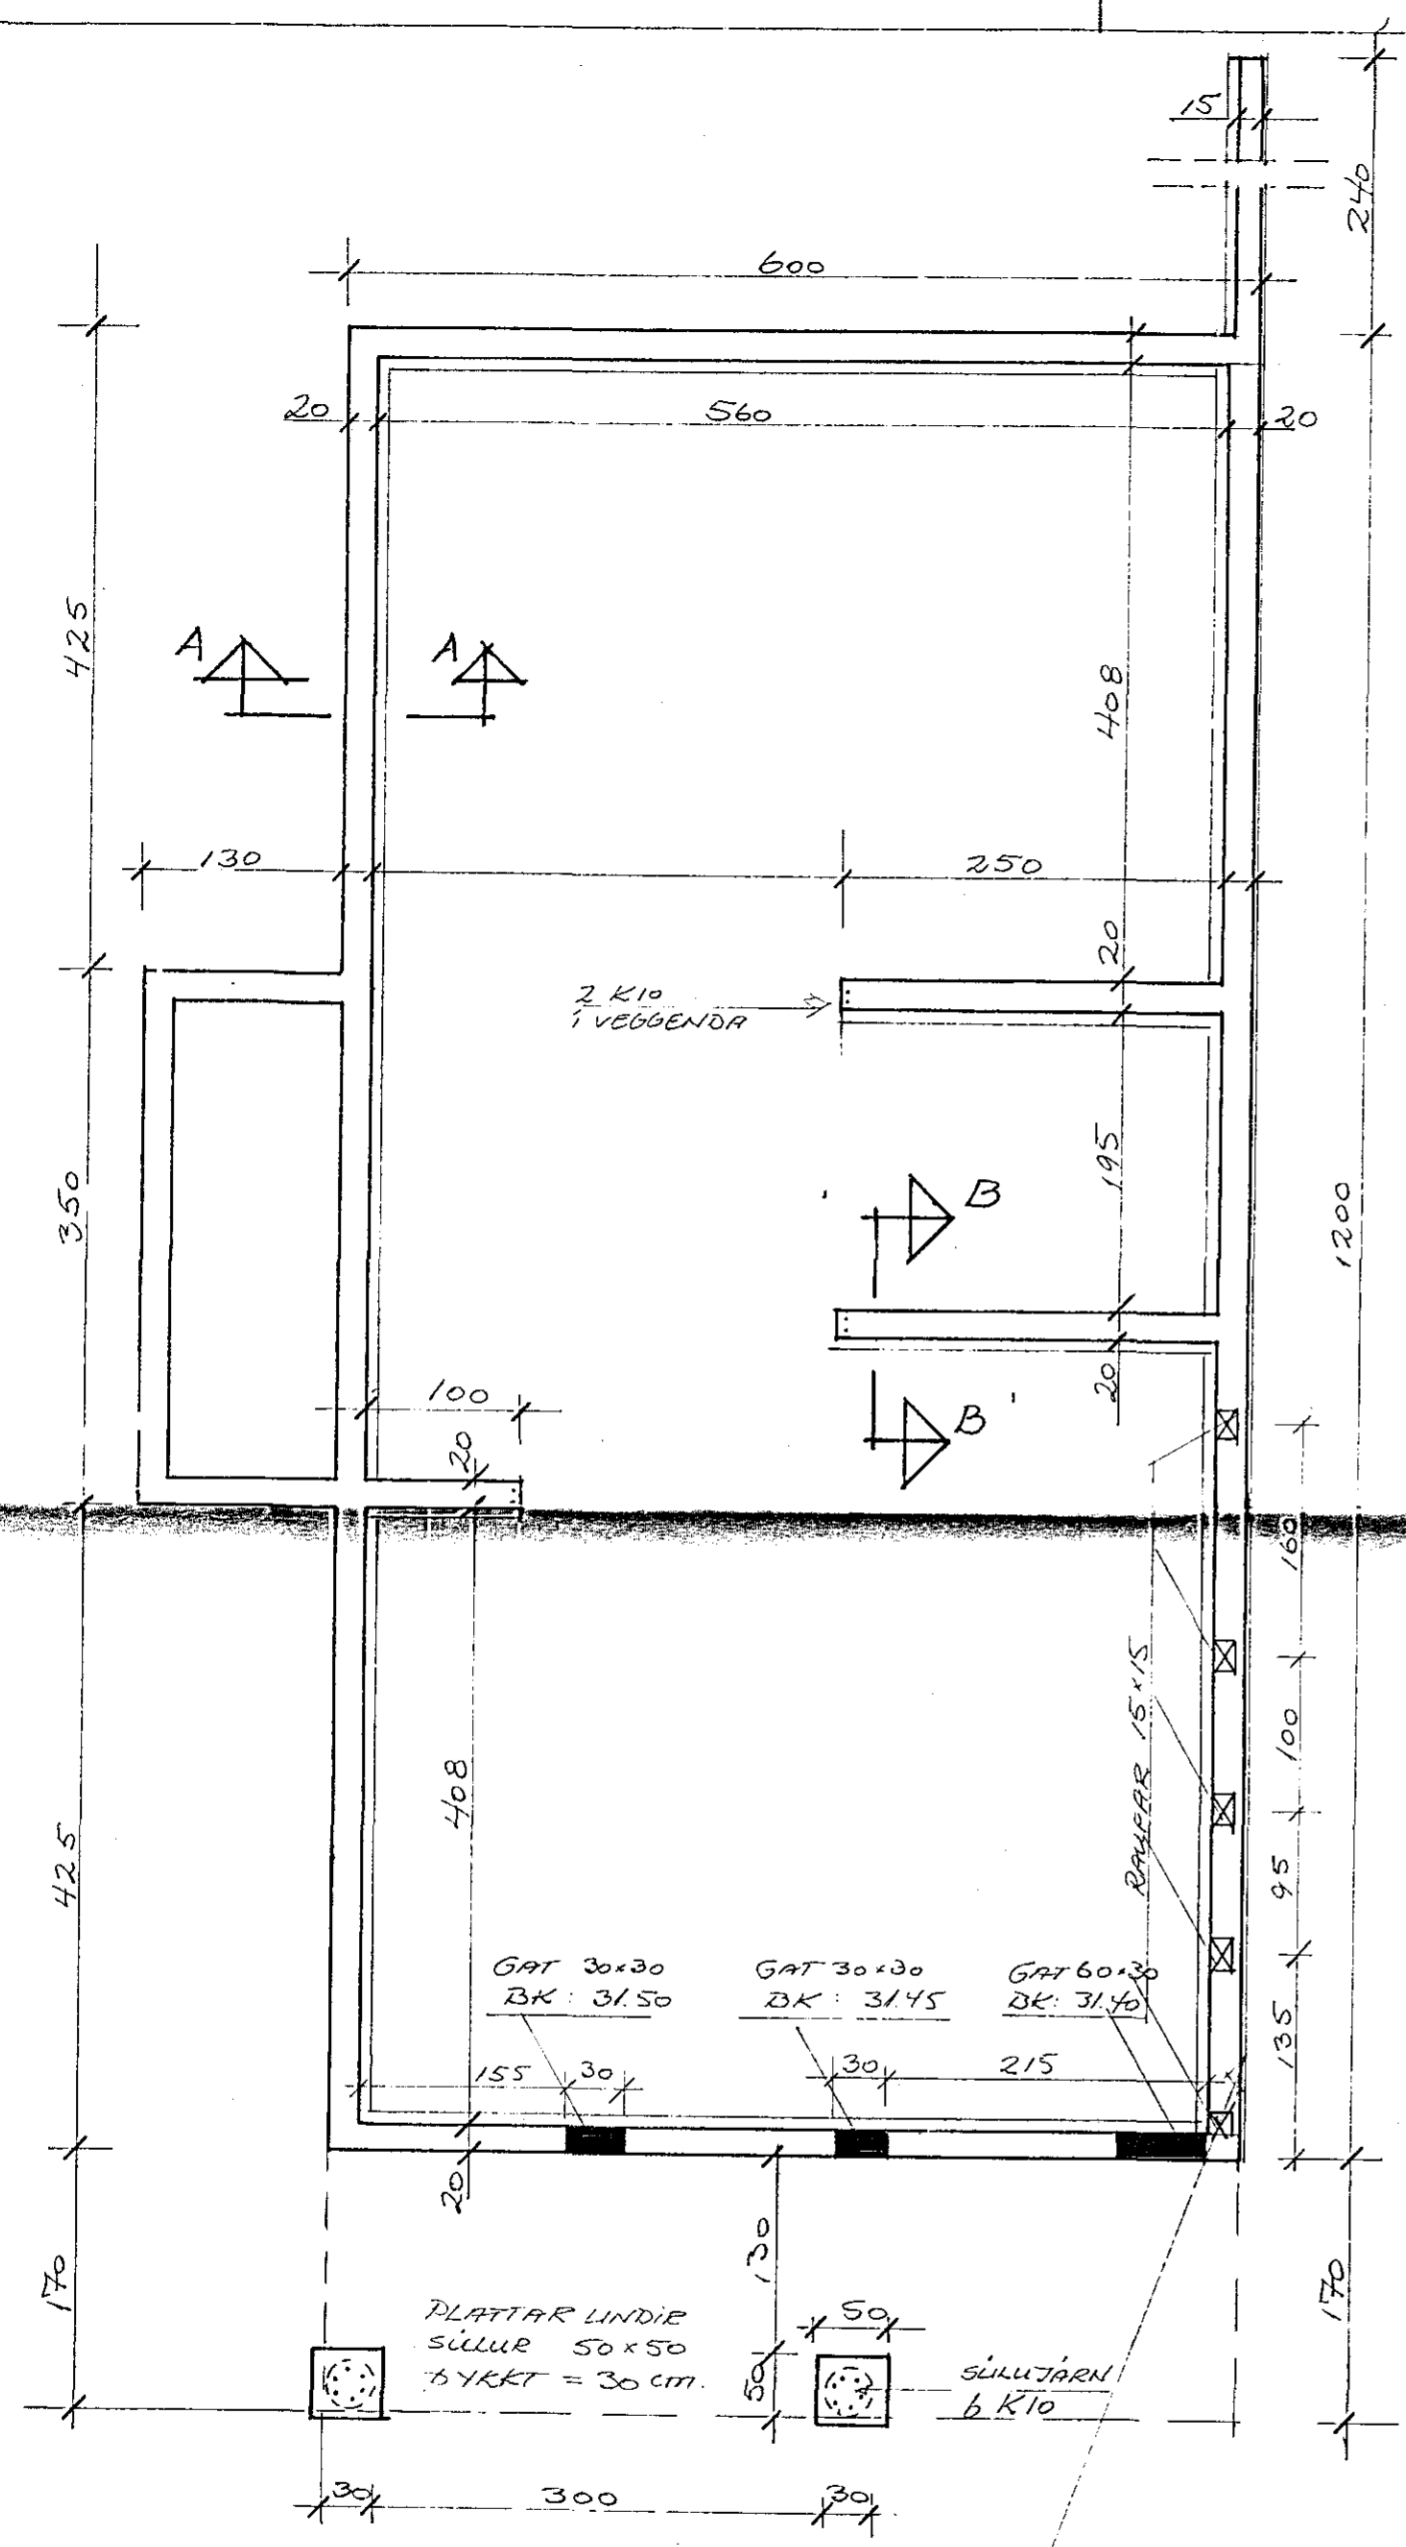 15
240
600
20
560
20
425
A
A
408
130
250
20
2 K10
Í VEGGENDA
195
B
350
1200
100
20
B
20
160
RAUFAR 15×15
100
408
425
95
GAT 30×30
BK : 31.50
GAT 30×30
BK : 31.45
GAT 60×30
BK: 31.40
135
155
30
30
215
20
130
170
170
PLATTAR UNDIR
SÚLUR 50×50
ÞYKKT = 30 cm.
50
50
SÚLUJÁRN
6 K10
30
300
30